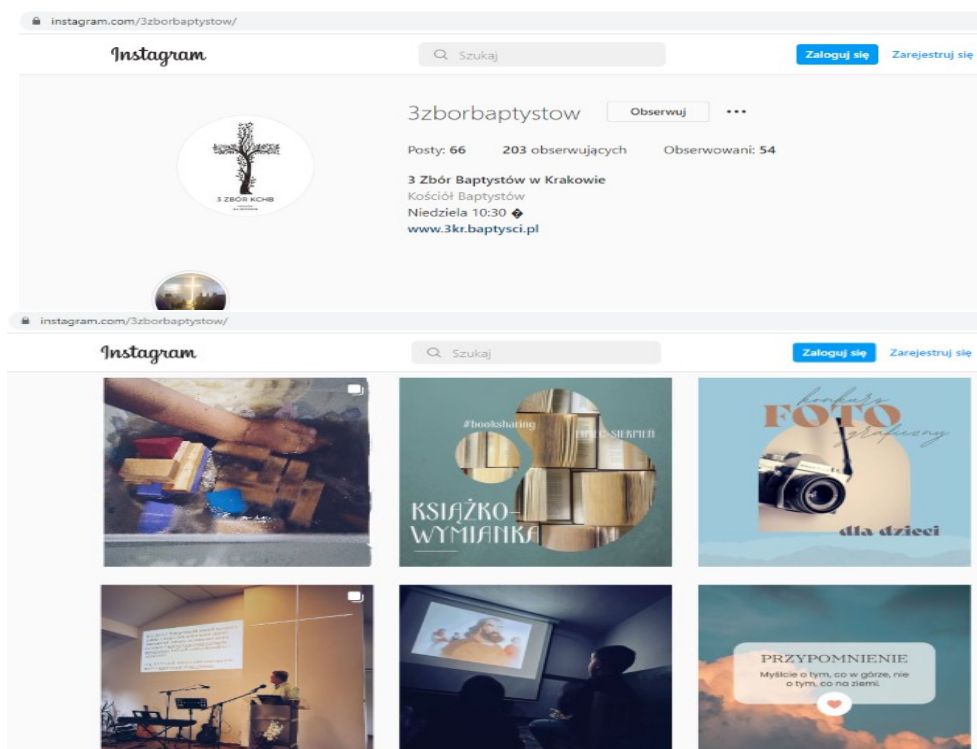 instagram.com/3zborbaptystow/
Instagram
Szukaj
Zaloguj się
Zarejestruj się
3zborbaptystow
Obserwuj
Posty: 66 203 obserwujących Obserwowani: 54
3 Zbór Baptystów w Krakowie
Kościół Baptystów
Niedziela 10:30 �
www.3kr.baptysci.pl
3 ZBÓR KCHB
instagram.com/3zborbaptystow/
Instagram
Szukaj
Zaloguj się
Zarejestruj się
#booksharing
LIPIEC-SIERPIEŃ
KSIĄŻKO-
WYMIANKA
konkurs
FOTO
graficzny
dla dzieci
PRZYPOMNIENIE
Myślcie o tym, co w górze, nie
o tym, co na ziemi.